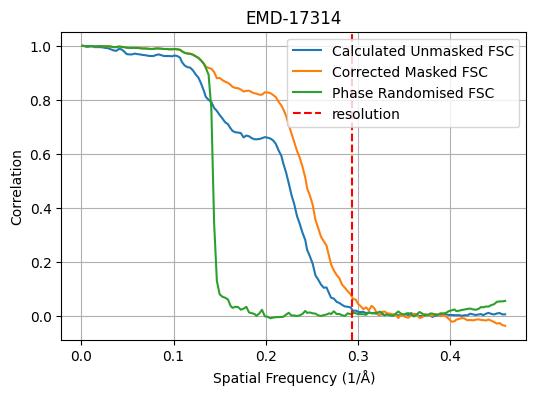 EMD-17314
Calculated Unmasked FSC
Corrected Masked FSC
Phase Randomised FSC
resolution
Correlation
1.0
0.8
0.6
0.4
0.2
0.0
0.0 0.1 0.2 0.3 0.4
Spatial Frequency (1/Å)